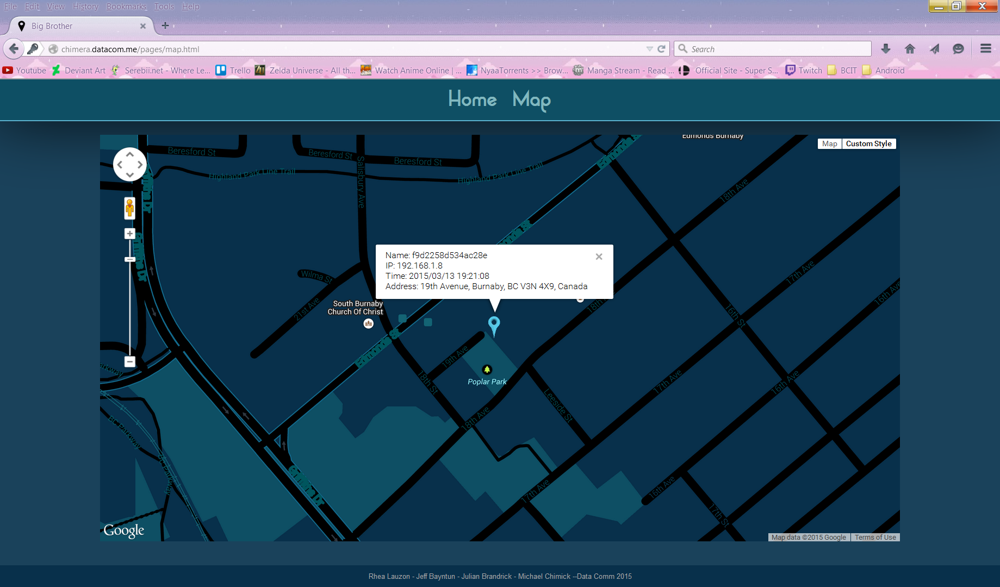 File Edit View History Bookmarks Tools Help
Big Brother
chimera.datacom.me/pages/map.html
Search
Youtube Deviant Art Serebii.net - Where Le... Trello Zelda Universe - All th... Watch Anime Online | ... NyaaTorrents >> Brow... Manga Stream - Read ... Official Site - Super S... Twitch BCIT Android
Home Map
Edmonds Burnaby
Map Custom Style
Beresford St
Beresford St
Beresford St
Salisbury Ave
Highland Park Line Trail
Highland Park Line Trail
18th Ave
17th Ave
16th Ave
Name: f9d2258d534ac28e
IP: 192.168.1.8
Time: 2015/03/13 19:21:08
Address: 19th Avenue, Burnaby, BC V3N 4X9, Canada
Wilma St
21st Ave
South Burnaby
Church Of Christ
18th
16th St
Edmonds St
19th Ave
Poplar Park
18th St
17th Ave
16th Ave
Leeside St
18th Ave
BC Parkway
BC Parkway
Griffiths Dr
17th Ave
16th Ave
17th St
Google
Map data ©2015 Google Terms of Use
Rhea Lauzon - Jeff Bayntun - Julian Brandrick - Michael Chimick --Data Comm 2015